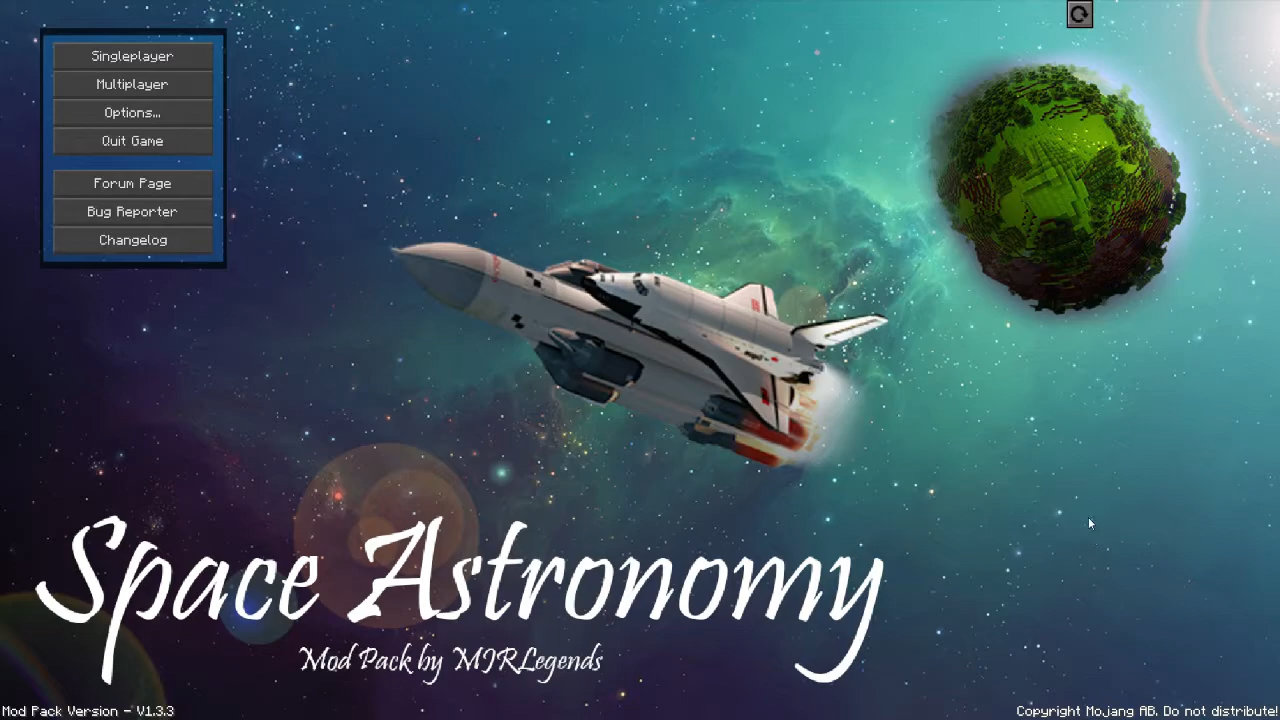 Singleplayer
Multiplayer
Options...
Quit Game
Forum Page
Bug Reporter
Changelog
Space Astronomy
Mod Pack by MJRLegends
Mod Pack Version - V1.3.3
Copyright Mojang AB. Do not distribute!